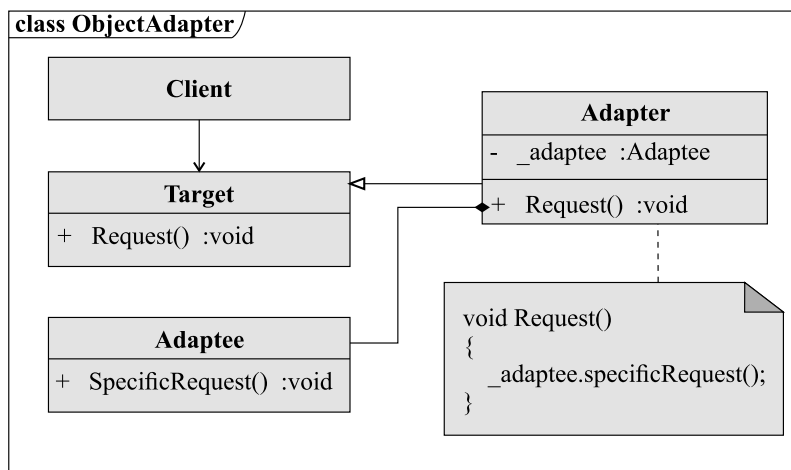 class ObjectAdapter
Client
Target
+ Request() :void
Adaptee
+ SpecificRequest() :void
Adapter
- _adaptee :Adaptee
+ Request() :void
void Request()
{
_adaptee.specificRequest();
}